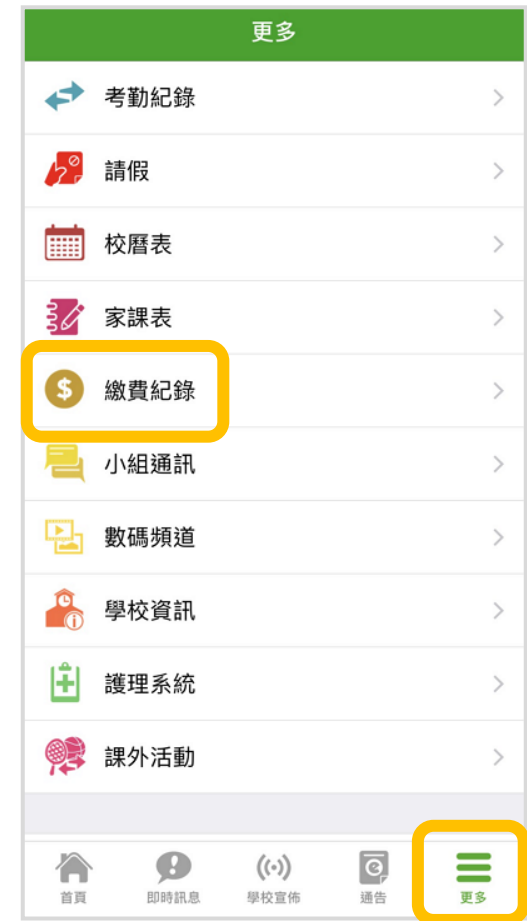 更多
考勤紀錄
請假
校曆表
家課表
$ 繳費紀錄
小組通訊
數碼頻道
學校資訊
護理系統
課外活動
首頁 即時訊息 學校宣佈 通告 更多